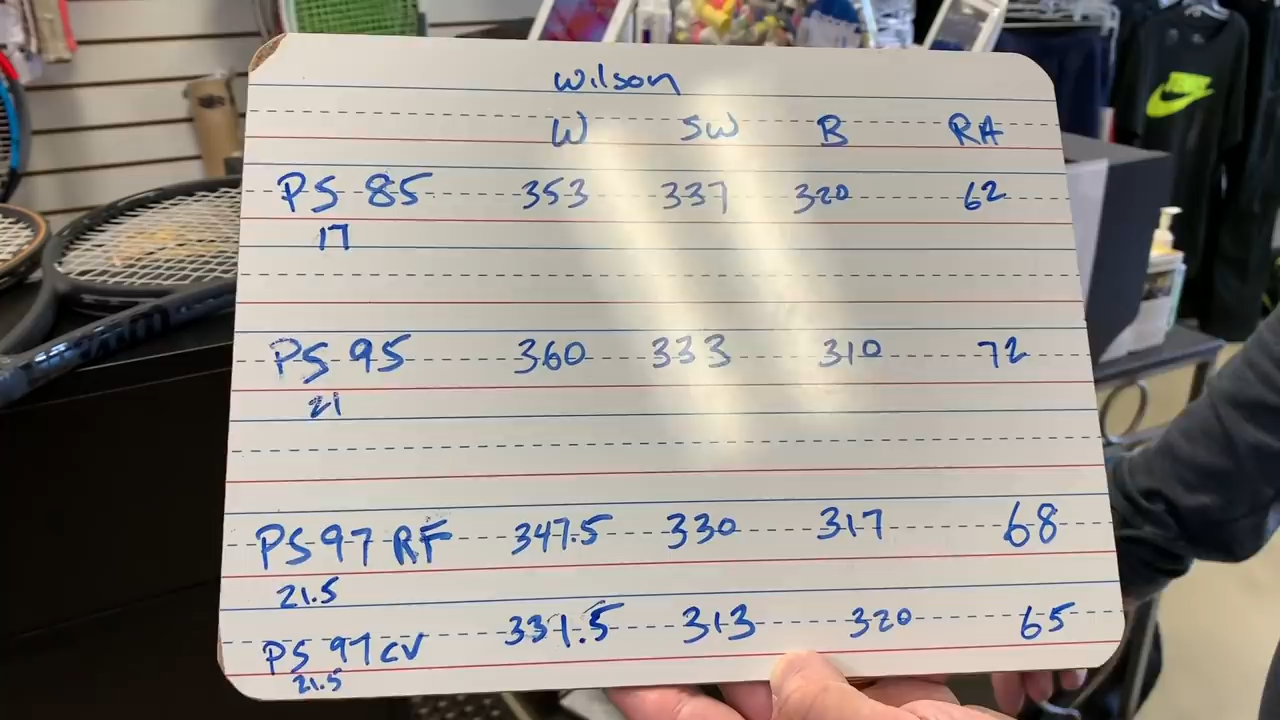 Wilson
W SW B RA
PS 85 353 337 320 62
17
PS 95 360 333 310 72
21
PS 97 RF 347.5 330 317 68
21.5
PS 97 CV 331.5 313 320 65
21.5